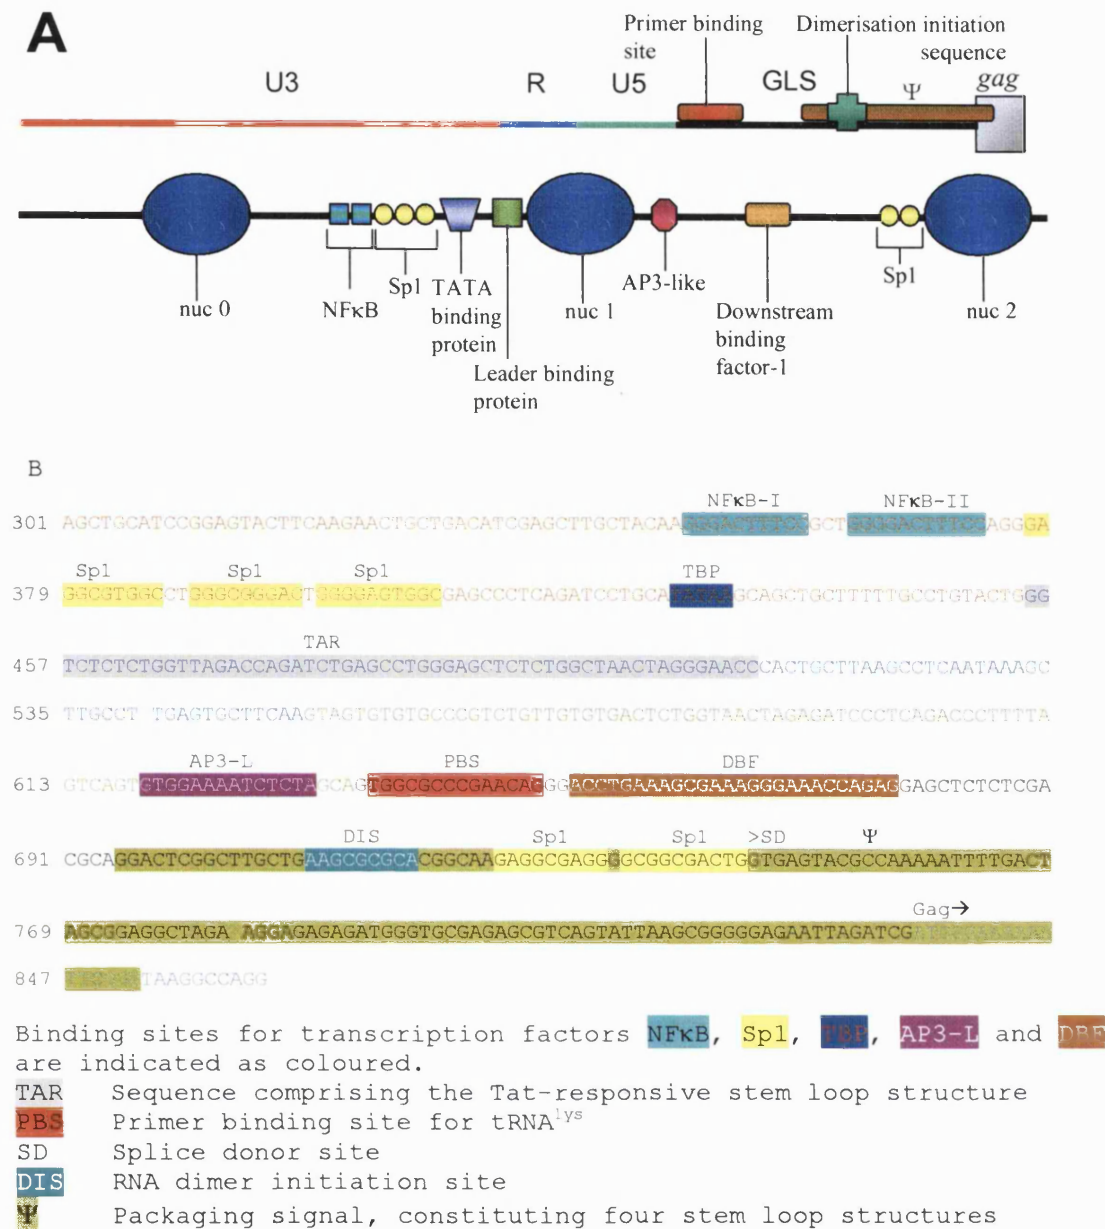 A
Primer binding site
Dimerisation initiation sequence
U3
R
U5
GLS
Ψ
gag
nuc 0
NFκB
Sp1
TATA binding protein
Leader binding protein
nuc 1
AP3-like
Downstream binding factor-1
Sp1
nuc 2
B
NFκB-I NFκB-II
301 AGCTGCATCCGGAGTACTTCAAGAACTGCTGACATCGAGCTTGCTACAAGGGACTTTCCGCTGGGGACTTTCCAGGGA
Sp1 Sp1 Sp1 TBP
379 GGCGTGGCCTGGGCGGGACTGGGGAGTGGCGAGCCCTCAGATCCTGCATATAAGCAGCTGCTTTTTGCCTGTACTGGG
TAR
457 TCTCTCTGGTTAGACCAGATCTGAGCCTGGGAGCTCTCTGGCTAACTAGGGAACCCACTGCTTAAGCCTCAATAAAGC
535 TTGCCT TGAGTGCTTCAAGTAGTGTGTGCCCGTCTGTTGTGTGACTCTGGTAACTAGAGATCCCTCAGACCCTTTTA
AP3-L PBS DBF
613 GTCAGTGTGGAAAATCTCTAGCAGTGGCGCCCGAACAGGGACCTGAAAGCGAAAGGGAAACCAGAGGAGCTCTCTCGA
DIS Sp1 Sp1 >SD Ψ
691 CGCAGGACTCGGCTTGCTGAAGCGCGCACGGCAAGAGGCGAGGGGCGGCGACTGGTGAGTACGCCAAAAATTTTGACT
Gag→
769 AGCGGAGGCTAGA AGGAGAGAGATGGGTGCGAGAGCGTCAGTATTAAGCGGGGGAGAATTAGATCG
847 TAAGGCCAGG
Binding sites for transcription factors NFκB, Sp1, TBP, AP3-L and DBF
are indicated as coloured.
TAR Sequence comprising the Tat-responsive stem loop structure
PBS Primer binding site for tRNAlys
SD Splice donor site
DIS RNA dimer initiation site
Ψ Packaging signal, constituting four stem loop structures